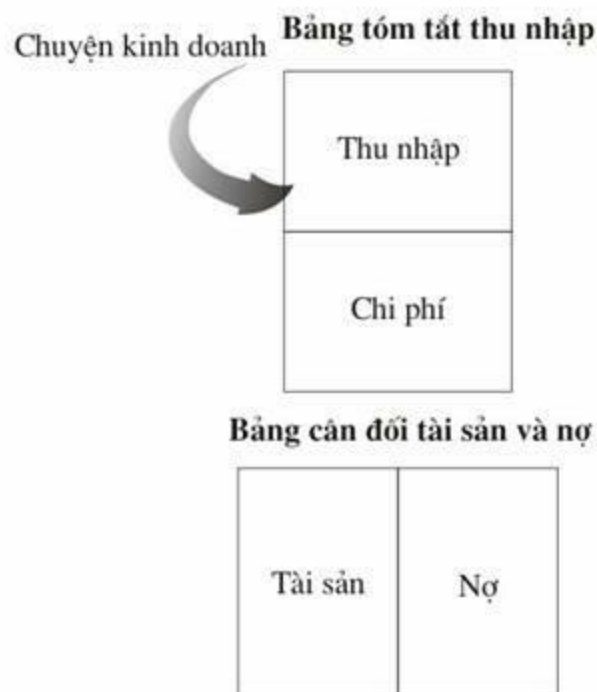 Chuyện kinh doanh
Bảng tóm tắt thu nhập
Thu nhập
Chi phí
Bảng cân đối tài sản và nợ
Tài sản
Nợ